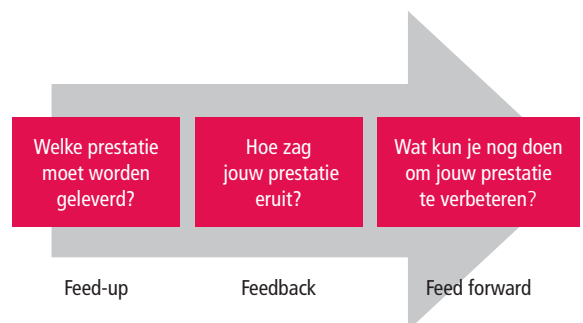 Welke prestatie
moet worden
geleverd?
Hoe zag
jouw prestatie
eruit?
Wat kun je nog doen
om jouw prestatie
te verbeteren?
Feed-up
Feedback
Feed forward